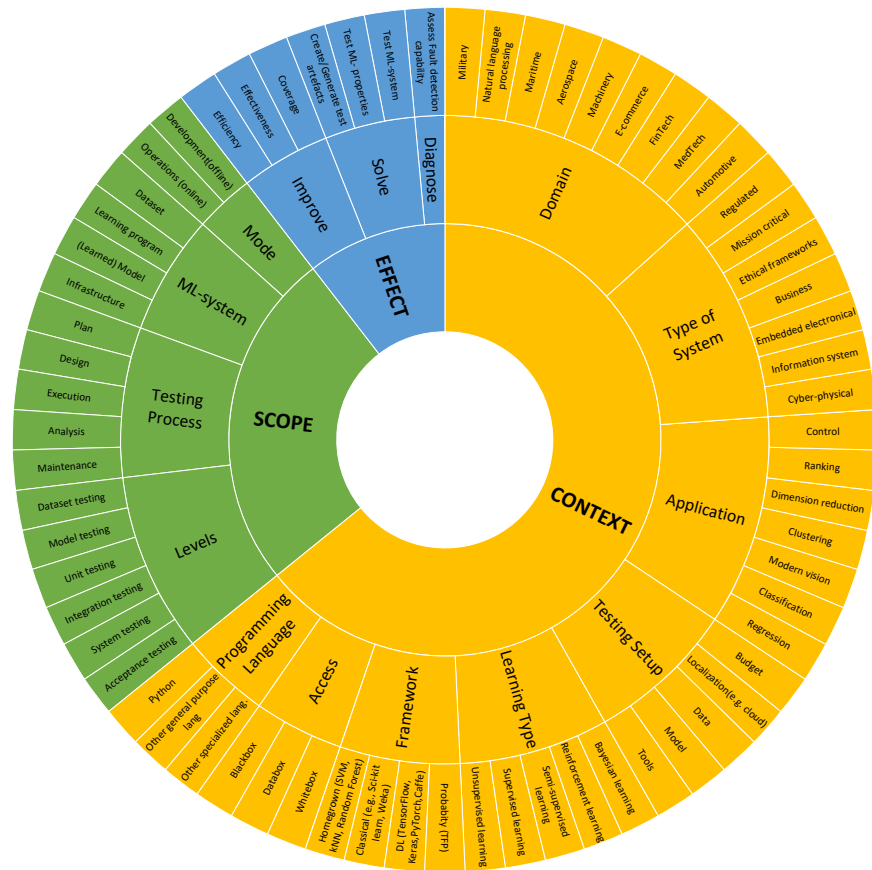 EFFECT
CONTEXT
SCOPE
Domain
Type of
System
Application
Testing Setup
Learning Type
Framework
Access
Programming
Language
Levels
Testing
Process
ML-system
Mode
Improve
Solve
Diagnose
Military
Natural language
processing
Maritime
Aerospace
Machinery
E-commerce
FinTech
MedTech
Automotive
Regulated
Mission critical
Ethical frameworks
Business
Embedded electronical
Information system
Cyber-physical
Control
Ranking
Dimension reduction
Clustering
Modern vision
Classification
Regression
Budget
Localization(e.g. cloud)
Data
Model
Tools
Bayesian learning
Reinforcement learning
Semi-supervised
learning
Supervised learning
Unsupervised learning
Probabity (TFP)
DL (TensorFlow,
Keras,PyTorch,Caffe)
Classical (e.g., Sci-kit
learn, Weka)
Homegrown (SVM,
kNN, Random Forest)
Whitebox
Databox
Blackbox
Other specialized lang.
Other general purpose
lang
Python
Acceptance testing
System testing
Integration testing
Unit testing
Model testing
Dataset testing
Maintenance
Analysis
Execution
Design
Plan
Infrastructure
(Learned) Model
Learning program
Dataset
Operations (online)
Development(offline)
Efficiency
Effectiveness
Coverage
Create/Generate test
artefacts
Test ML- properties
Test ML-system
Assess Fault detection
capability